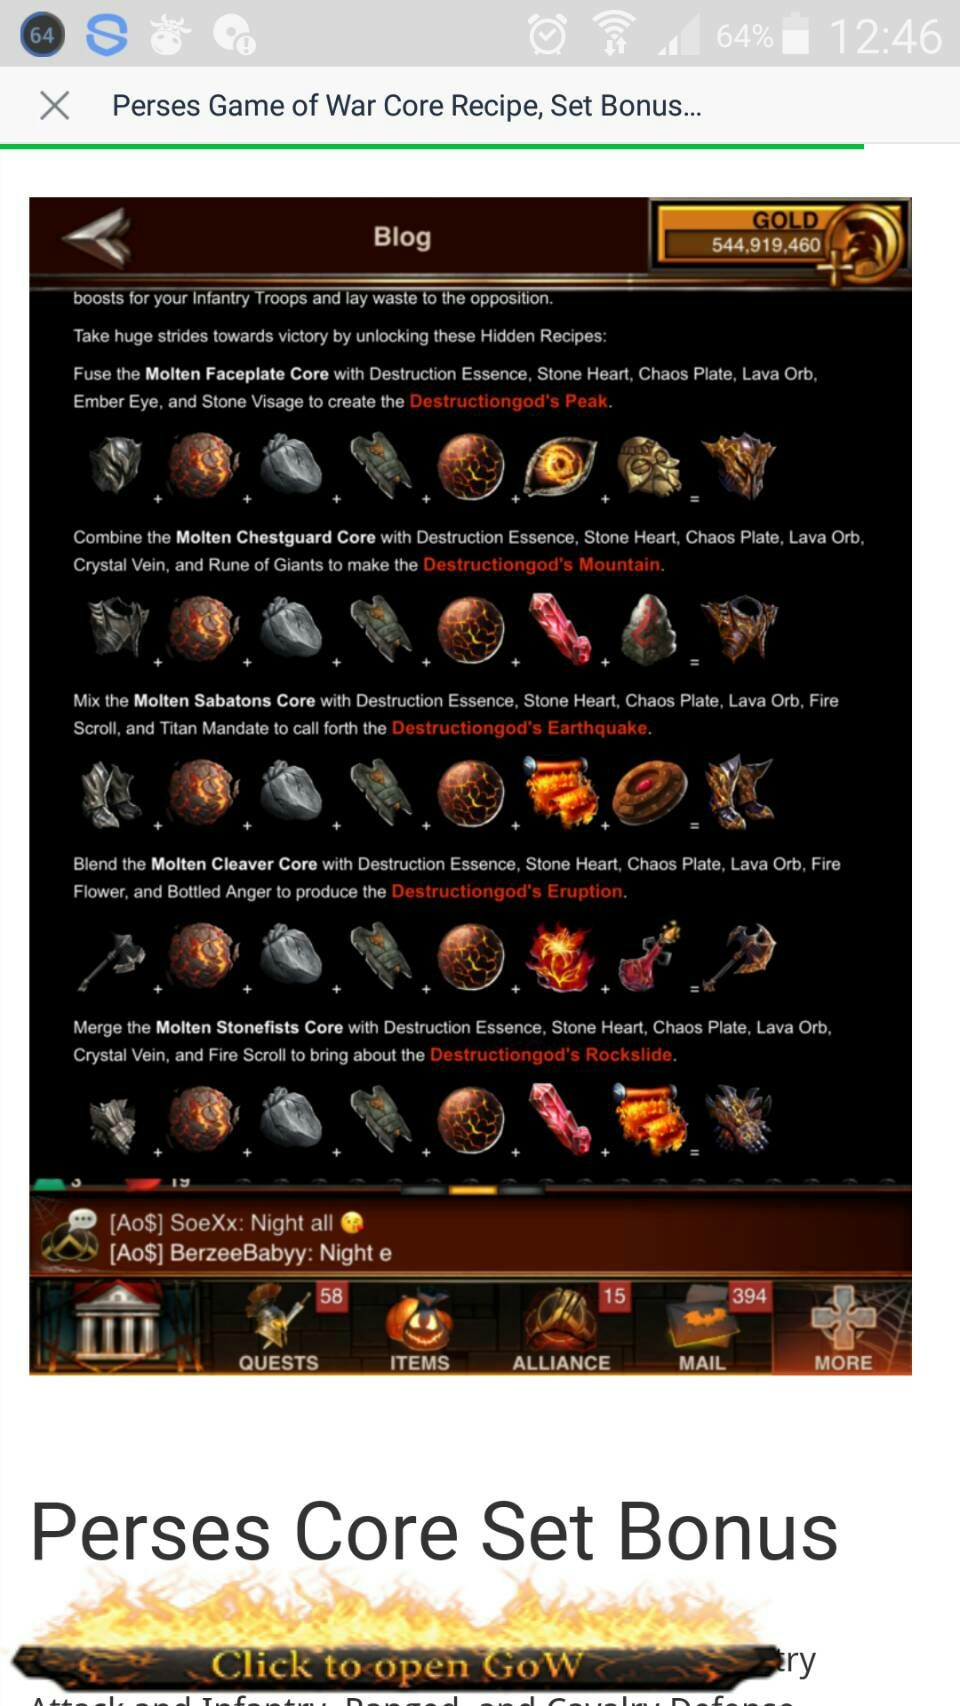 64 64% 12:46
Perses Game of War Core Recipe, Set Bonus...
Blog
GOLD
544,919,460
boosts for your Infantry Troops and lay waste to the opposition.
Take huge strides towards victory by unlocking these Hidden Recipes:
Fuse the Molten Faceplate Core with Destruction Essence, Stone Heart, Chaos Plate, Lava Orb,
Ember Eye, and Stone Visage to create the Destructiongod's Peak.
+ + + + + + =
Combine the Molten Chestguard Core with Destruction Essence, Stone Heart, Chaos Plate, Lava Orb,
Crystal Vein, and Rune of Giants to make the Destructiongod's Mountain.
+ + + + + + =
Mix the Molten Sabatons Core with Destruction Essence, Stone Heart, Chaos Plate, Lava Orb, Fire
Scroll, and Titan Mandate to call forth the Destructiongod's Earthquake.
+ + + + + + =
Blend the Molten Cleaver Core with Destruction Essence, Stone Heart, Chaos Plate, Lava Orb, Fire
Flower, and Bottled Anger to produce the Destructiongod's Eruption.
+ + + + + + =
Merge the Molten Stonefists Core with Destruction Essence, Stone Heart, Chaos Plate, Lava Orb,
Crystal Vein, and Fire Scroll to bring about the Destructiongod's Rockslide.
+ + + + + + =
3 19
[Ao$] SoeXx: Night all 😘
[Ao$] BerzeeBabyy: Night e
58 15 394
QUESTS ITEMS ALLIANCE MAIL MORE
Perses Core Set Bonus
Click to open GoW
try
Attack and Infantry, Ranged, and Cavalry Defense